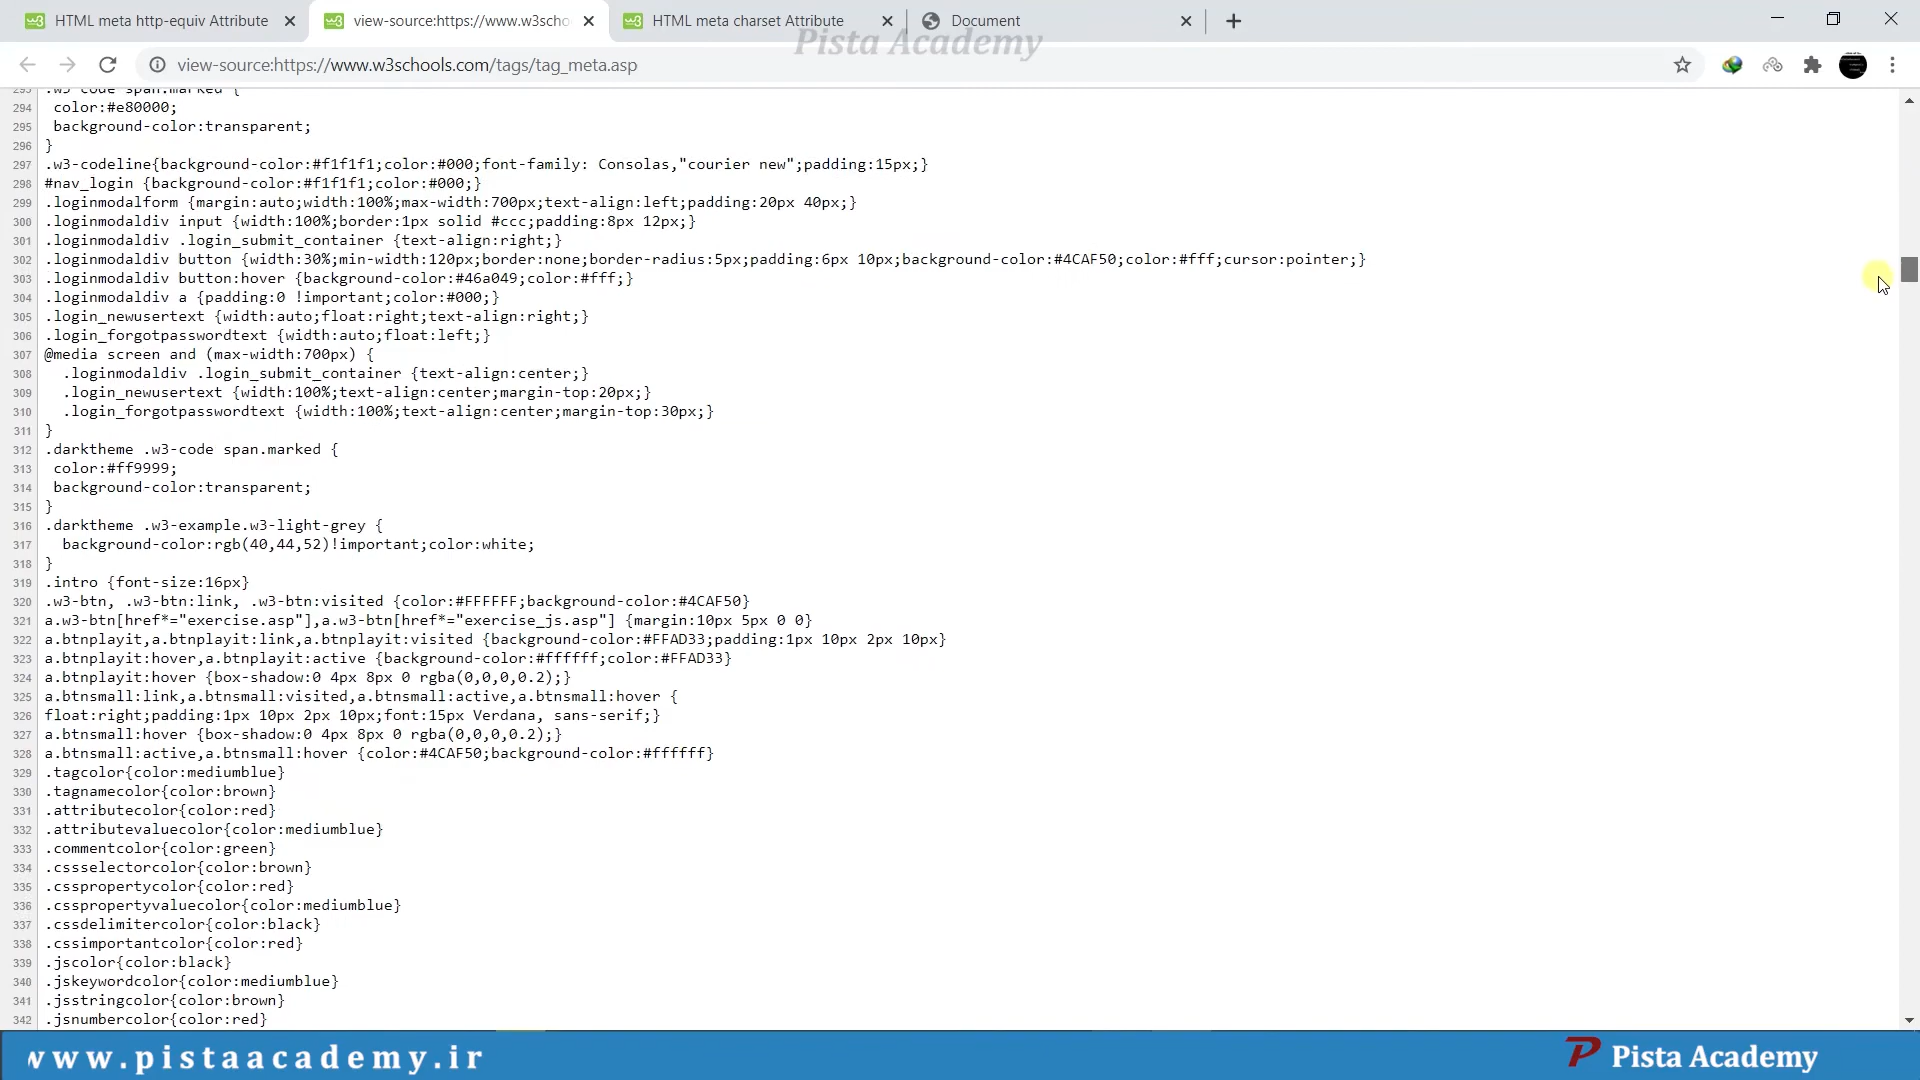 HTML meta http-equiv Attribute
view-source:https://www.w3scho
HTML meta charset Attribute
Document
Pista Academy
view-source:https://www.w3schools.com/tags/tag_meta.asp
293 .w3-code span.marked {
294 color:#e80000;
295 background-color:transparent;
296 }
297 .w3-codeline{background-color:#f1f1f1;color:#000;font-family: Consolas,"courier new";padding:15px;}
298 #nav_login {background-color:#f1f1f1;color:#000;}
299 .loginmodalform {margin:auto;width:100%;max-width:700px;text-align:left;padding:20px 40px;}
300 .loginmodaldiv input {width:100%;border:1px solid #ccc;padding:8px 12px;}
301 .loginmodaldiv .login_submit_container {text-align:right;}
302 .loginmodaldiv button {width:30%;min-width:120px;border:none;border-radius:5px;padding:6px 10px;background-color:#4CAF50;color:#fff;cursor:pointer;}
303 .loginmodaldiv button:hover {background-color:#46a049;color:#fff;}
304 .loginmodaldiv a {padding:0 !important;color:#000;}
305 .login_newusertext {width:auto;float:right;text-align:right;}
306 .login_forgotpasswordtext {width:auto;float:left;}
307 @media screen and (max-width:700px) {
308 .loginmodaldiv .login_submit_container {text-align:center;}
309 .login_newusertext {width:100%;text-align:center;margin-top:20px;}
310 .login_forgotpasswordtext {width:100%;text-align:center;margin-top:30px;}
311 }
312 .darktheme .w3-code span.marked {
313 color:#ff9999;
314 background-color:transparent;
315 }
316 .darktheme .w3-example.w3-light-grey {
317 background-color:rgb(40,44,52)!important;color:white;
318 }
319 .intro {font-size:16px}
320 .w3-btn, .w3-btn:link, .w3-btn:visited {color:#FFFFFF;background-color:#4CAF50}
321 a.w3-btn[href*="exercise.asp"],a.w3-btn[href*="exercise_js.asp"] {margin:10px 5px 0 0}
322 a.btnplayit,a.btnplayit:link,a.btnplayit:visited {background-color:#FFAD33;padding:1px 10px 2px 10px}
323 a.btnplayit:hover,a.btnplayit:active {background-color:#ffffff;color:#FFAD33}
324 a.btnplayit:hover {box-shadow:0 4px 8px 0 rgba(0,0,0,0.2);}
325 a.btnsmall:link,a.btnsmall:visited,a.btnsmall:active,a.btnsmall:hover {
326 float:right;padding:1px 10px 2px 10px;font:15px Verdana, sans-serif;}
327 a.btnsmall:hover {box-shadow:0 4px 8px 0 rgba(0,0,0,0.2);}
328 a.btnsmall:active,a.btnsmall:hover {color:#4CAF50;background-color:#ffffff}
329 .tagcolor{color:mediumblue}
330 .tagnamecolor{color:brown}
331 .attributecolor{color:red}
332 .attributevaluecolor{color:mediumblue}
333 .commentcolor{color:green}
334 .cssselectorcolor{color:brown}
335 .csspropertycolor{color:red}
336 .csspropertyvaluecolor{color:mediumblue}
337 .cssdelimitercolor{color:black}
338 .cssimportantcolor{color:red}
339 .jscolor{color:black}
340 .jskeywordcolor{color:mediumblue}
341 .jsstringcolor{color:brown}
342 .jsnumbercolor{color:red}
www.pistaacademy.ir
Pista Academy